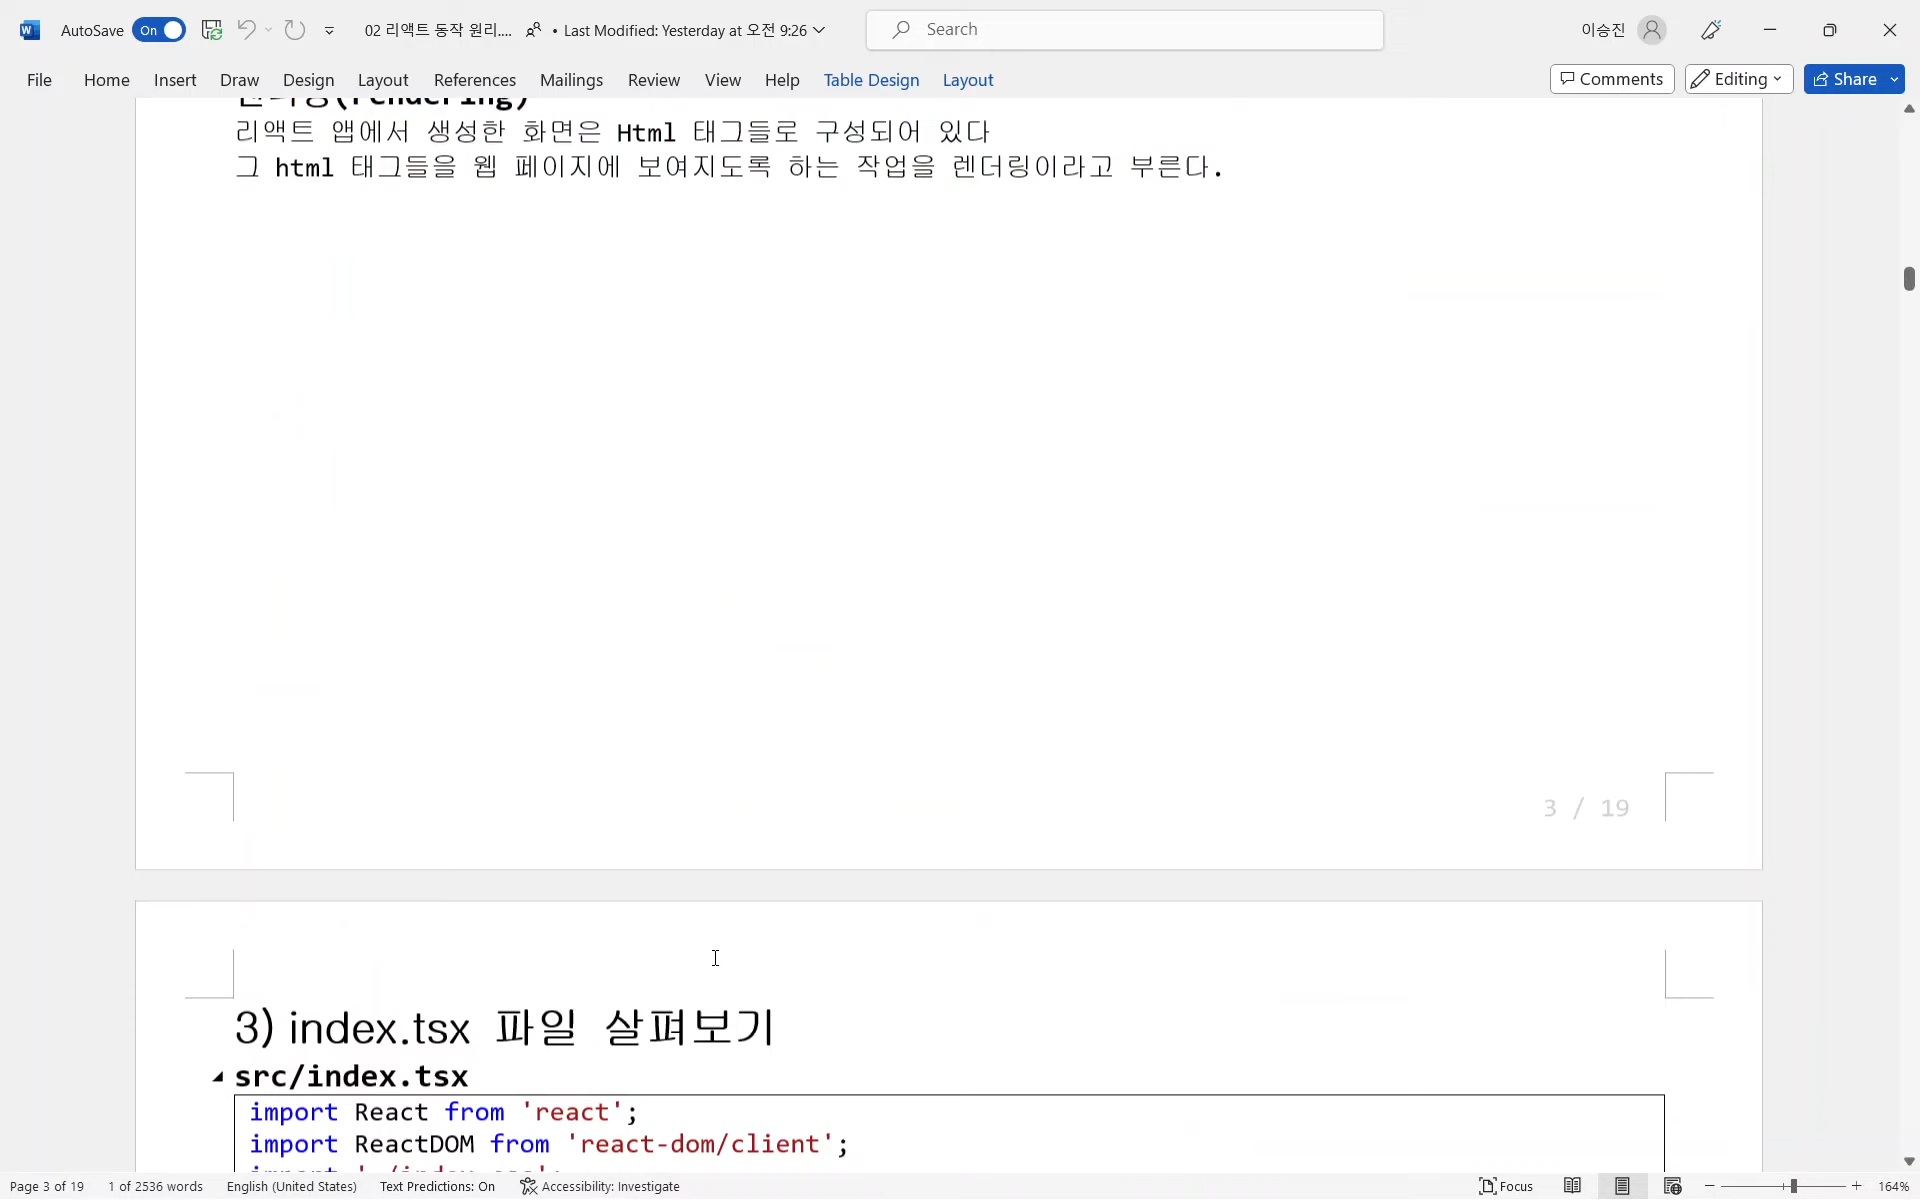 AutoSave On 02 리액트 동작 원리.... • Last Modified: Yesterday at 오전 9:26 Search 이승진
File Home Insert Draw Design Layout References Mailings Review View Help Table Design Layout Comments Editing Share
리액트 앱에서 생성한 화면은 Html 태그들로 구성되어 있다
그 html 태그들을 웹 페이지에 보여지도록 하는 작업을 렌더링이라고 부른다.
3 / 19
3) index.tsx 파일 살펴보기
src/index.tsx
import React from 'react';
import ReactDOM from 'react-dom/client';
Page 3 of 19 1 of 2536 words English (United States) Text Predictions: On Accessibility: Investigate Focus 164%